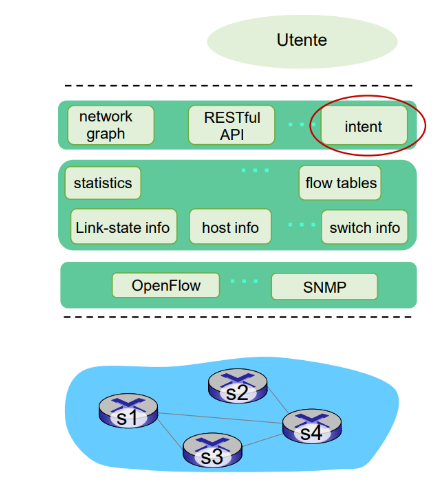 Utente
network
graph
RESTful
API
intent
statistics
flow tables
Link-state info
host info
switch info
OpenFlow
SNMP
s1
s2
s3
s4